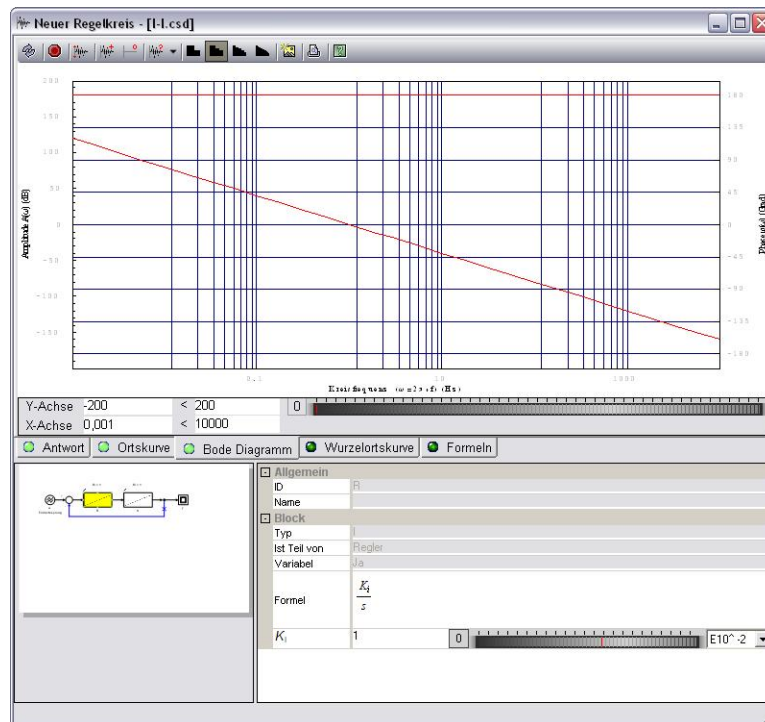 Neuer Regelkreis - [I-I.csd]
200
150
100
50
0
-50
-100
-150
180
135
90
45
0
-45
-90
-135
-180
Amplitude A(ω) (dB)
0.1 10 1000
Kreisfrequenz (ω=2π·f) (Hz)
Y-Achse -200 < 200 0
X-Achse 0,001 < 10000
Antwort Ortskurve Bode Diagramm Wurzelortskurve Formeln
Allgemein
ID R
Name
Block
Typ I
Ist Teil von Regler
Variabel Ja
Formel Ki
s
Ki 1 0 E10^ -2